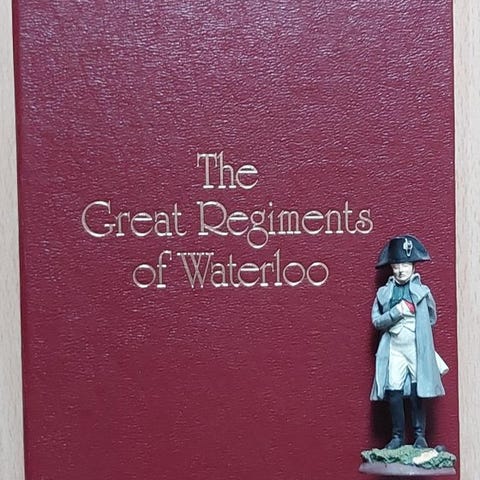 The
Great Regiments
of Waterloo